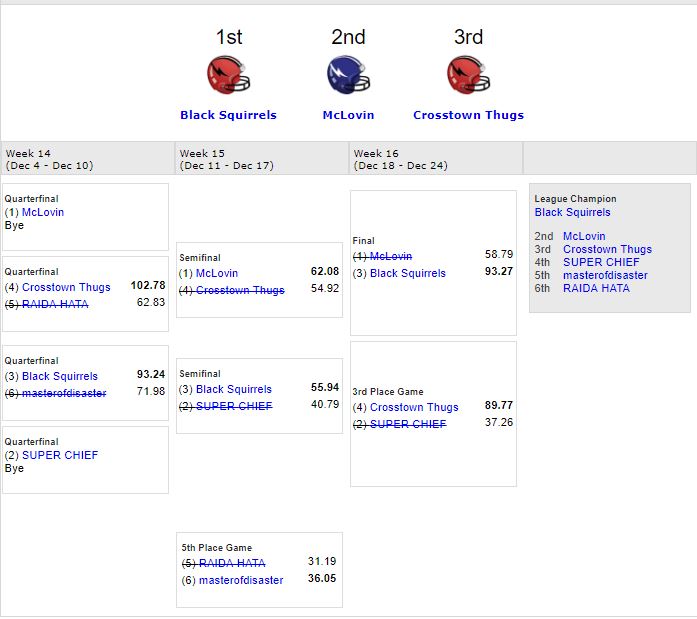 1st 2nd 3rd
Black Squirrels McLovin Crosstown Thugs
Week 14 Week 15 Week 16
(Dec 4 - Dec 10) (Dec 11 - Dec 17) (Dec 18 - Dec 24)
Quarterfinal
(1) McLovin
Bye
Quarterfinal
(4) Crosstown Thugs 102.78
(5) RAIDA HATA 62.83
Quarterfinal
(3) Black Squirrels 93.24
(6) masterofdisaster 71.98
Quarterfinal
(2) SUPER CHIEF
Bye
Semifinal
(1) McLovin 62.08
(4) Crosstown Thugs 54.92
Semifinal
(3) Black Squirrels 55.94
(2) SUPER CHIEF 40.79
5th Place Game
(5) RAIDA HATA 31.19
(6) masterofdisaster 36.05
Final
(1) McLovin 58.79
(3) Black Squirrels 93.27
3rd Place Game
(4) Crosstown Thugs 89.77
(2) SUPER CHIEF 37.26
League Champion
Black Squirrels
2nd McLovin
3rd Crosstown Thugs
4th SUPER CHIEF
5th masterofdisaster
6th RAIDA HATA